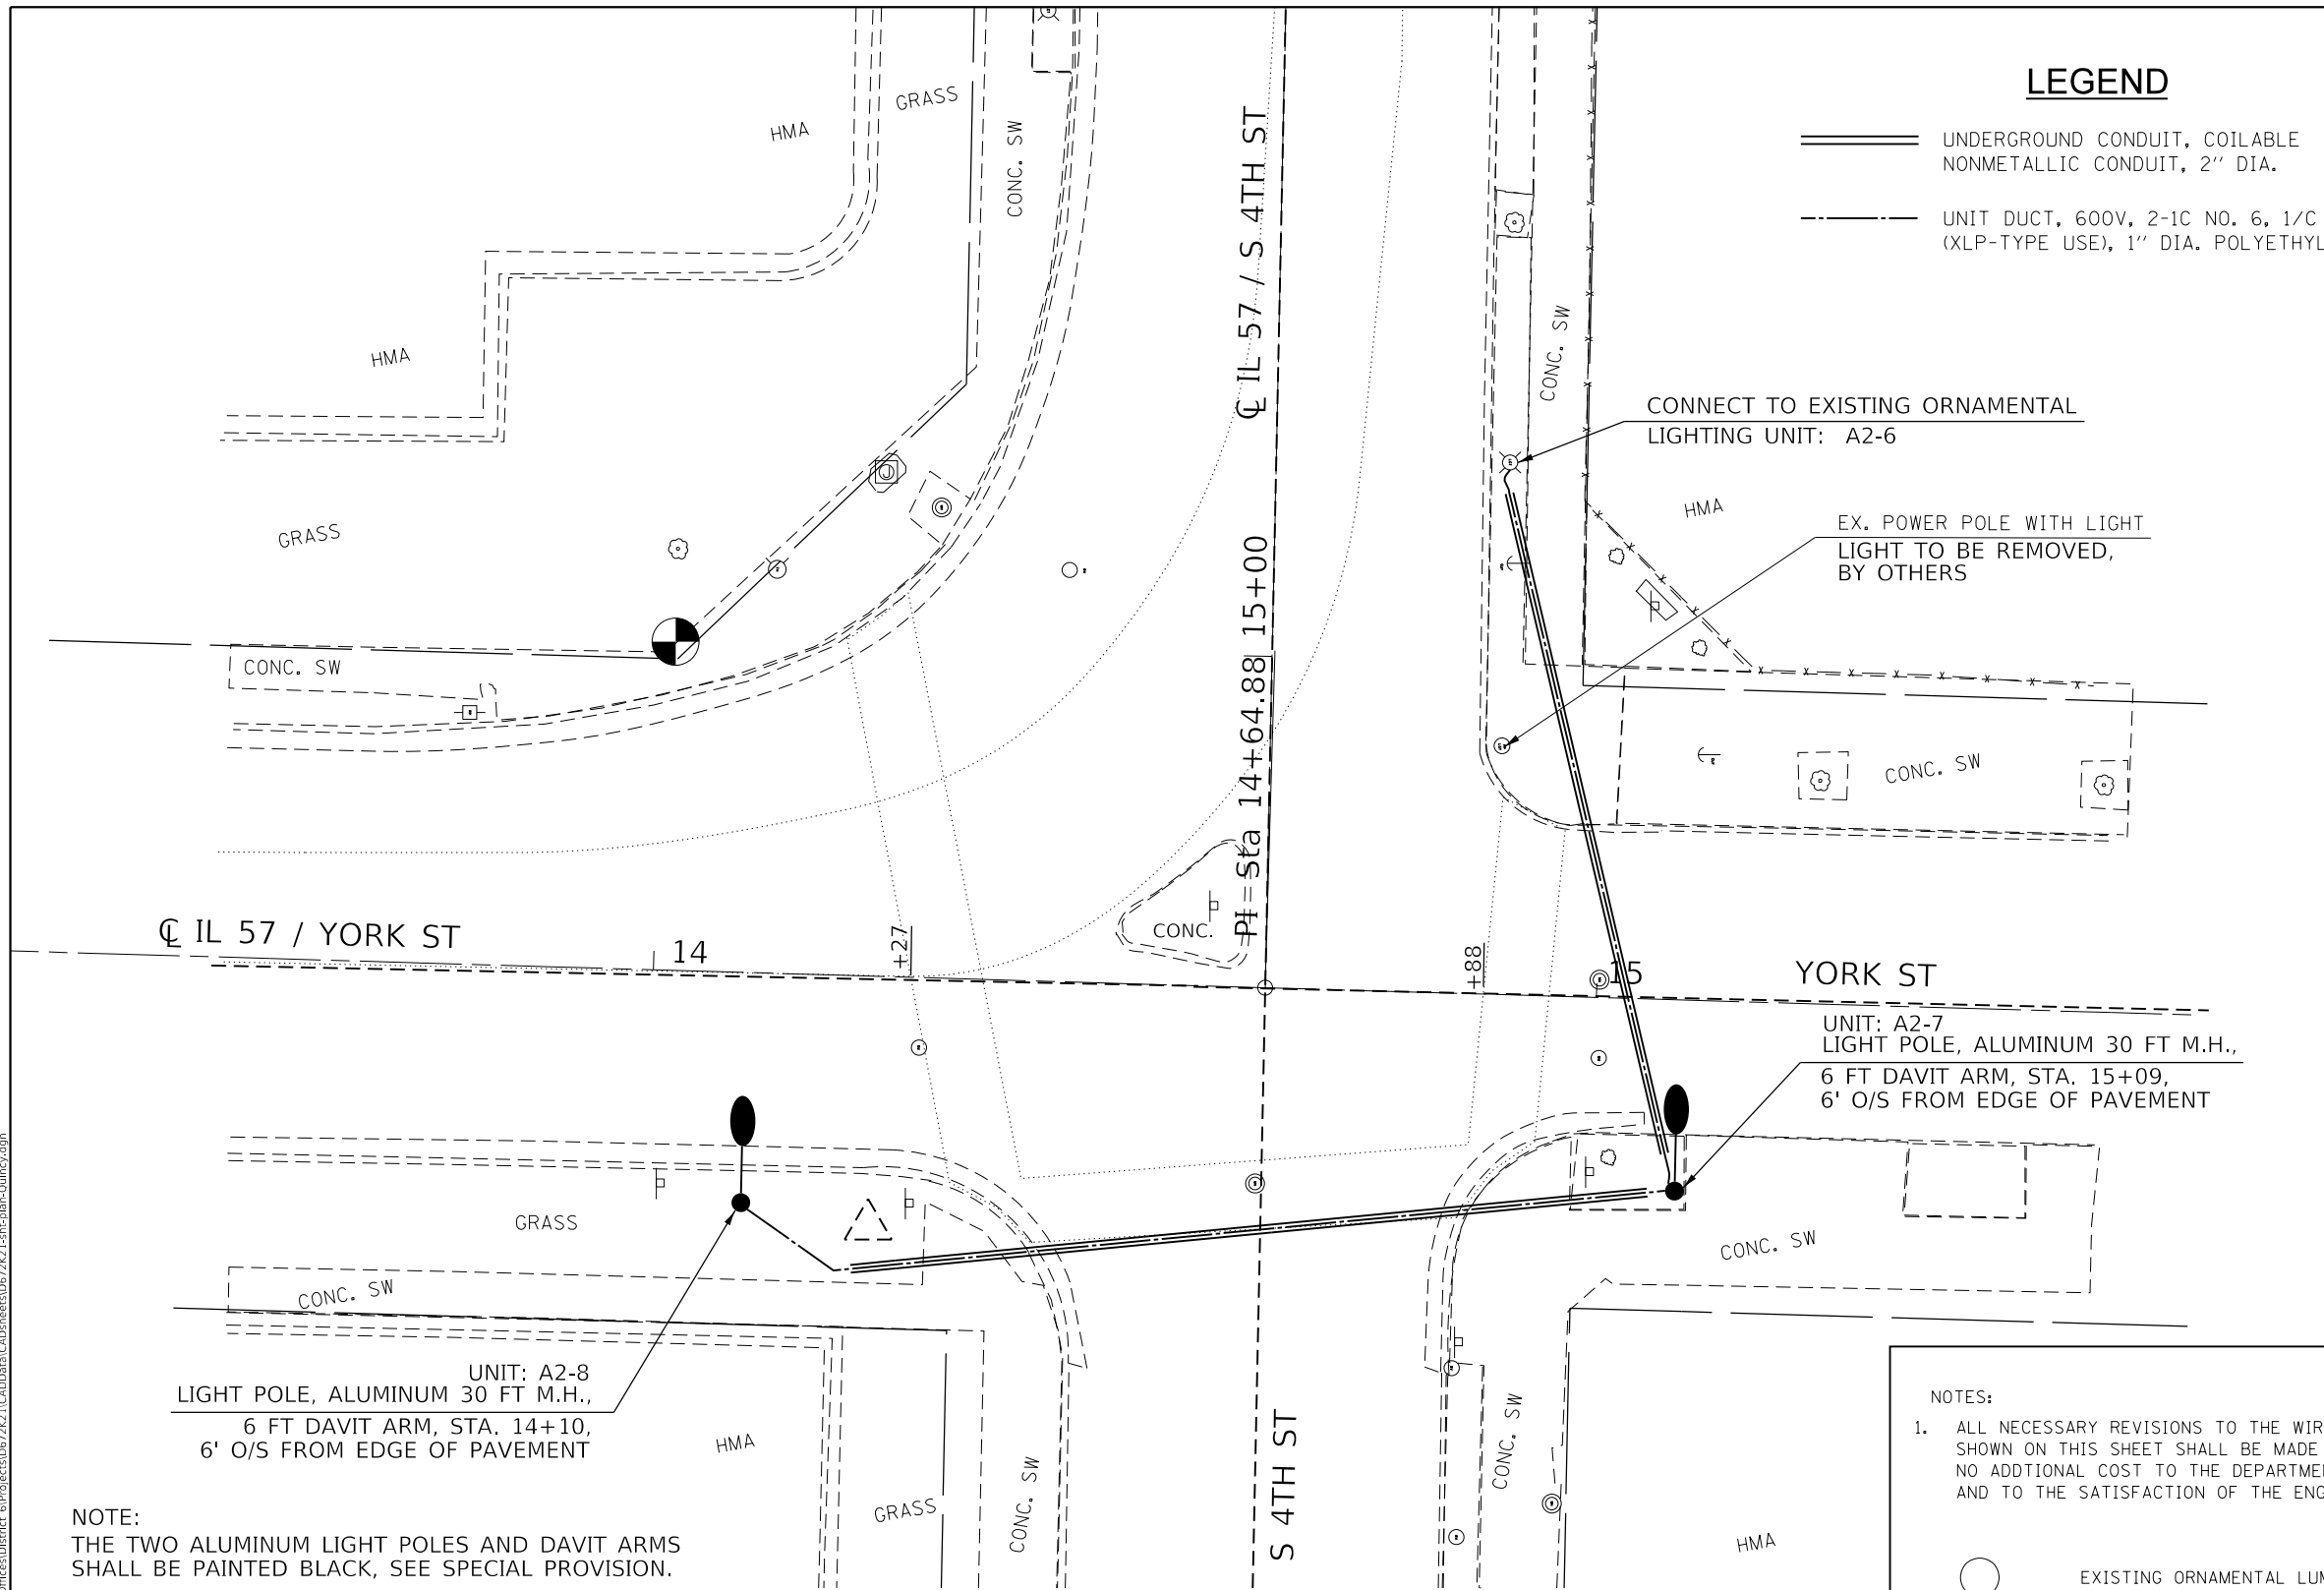 LEGEND
UNDERGROUND CONDUIT, COILABLE
NONMETALLIC CONDUIT, 2" DIA.
UNIT DUCT, 600V, 2-1C NO. 6, 1/C
(XLP-TYPE USE), 1" DIA. POLYETHYL
HMA
GRASS
CONC. SW
℄ IL 57 / S 4TH ST
CONC. SW
HMA
CONNECT TO EXISTING ORNAMENTAL
LIGHTING UNIT: A2-6
GRASS
J
HMA
EX. POWER POLE WITH LIGHT
LIGHT TO BE REMOVED,
BY OTHERS
15+00
PI Sta 14+64.88
CONC. SW
CONC. SW
CONC.
℄ IL 57 / YORK ST
14
+27
+88
15
YORK ST
UNIT: A2-7
LIGHT POLE, ALUMINUM 30 FT M.H.,
6 FT DAVIT ARM, STA. 15+09,
6' O/S FROM EDGE OF PAVEMENT
GRASS
CONC. SW
CONC. SW
UNIT: A2-8
LIGHT POLE, ALUMINUM 30 FT M.H.,
6 FT DAVIT ARM, STA. 14+10,
6' O/S FROM EDGE OF PAVEMENT
HMA
GRASS
CONC. SW
S 4TH ST
CONC. SW
HMA
NOTE:
THE TWO ALUMINUM LIGHT POLES AND DAVIT ARMS
SHALL BE PAINTED BLACK, SEE SPECIAL PROVISION.
NOTES:
1. ALL NECESSARY REVISIONS TO THE WIR
SHOWN ON THIS SHEET SHALL BE MADE
NO ADDTIONAL COST TO THE DEPARTME
AND TO THE SATISFACTION OF THE ENG
EXISTING ORNAMENTAL LUM